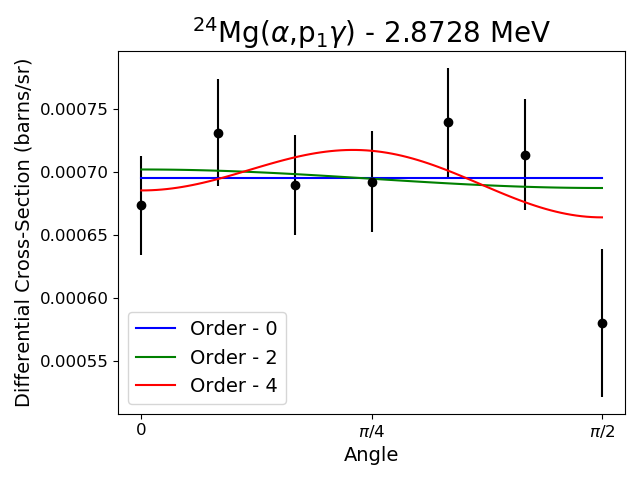 ²⁴Mg(α,p₁γ) - 2.8728 MeV
Differential Cross-Section (barns/sr)
0.00075
0.00070
0.00065
0.00060
0.00055
Order - 0
Order - 2
Order - 4
0
π/4
π/2
Angle